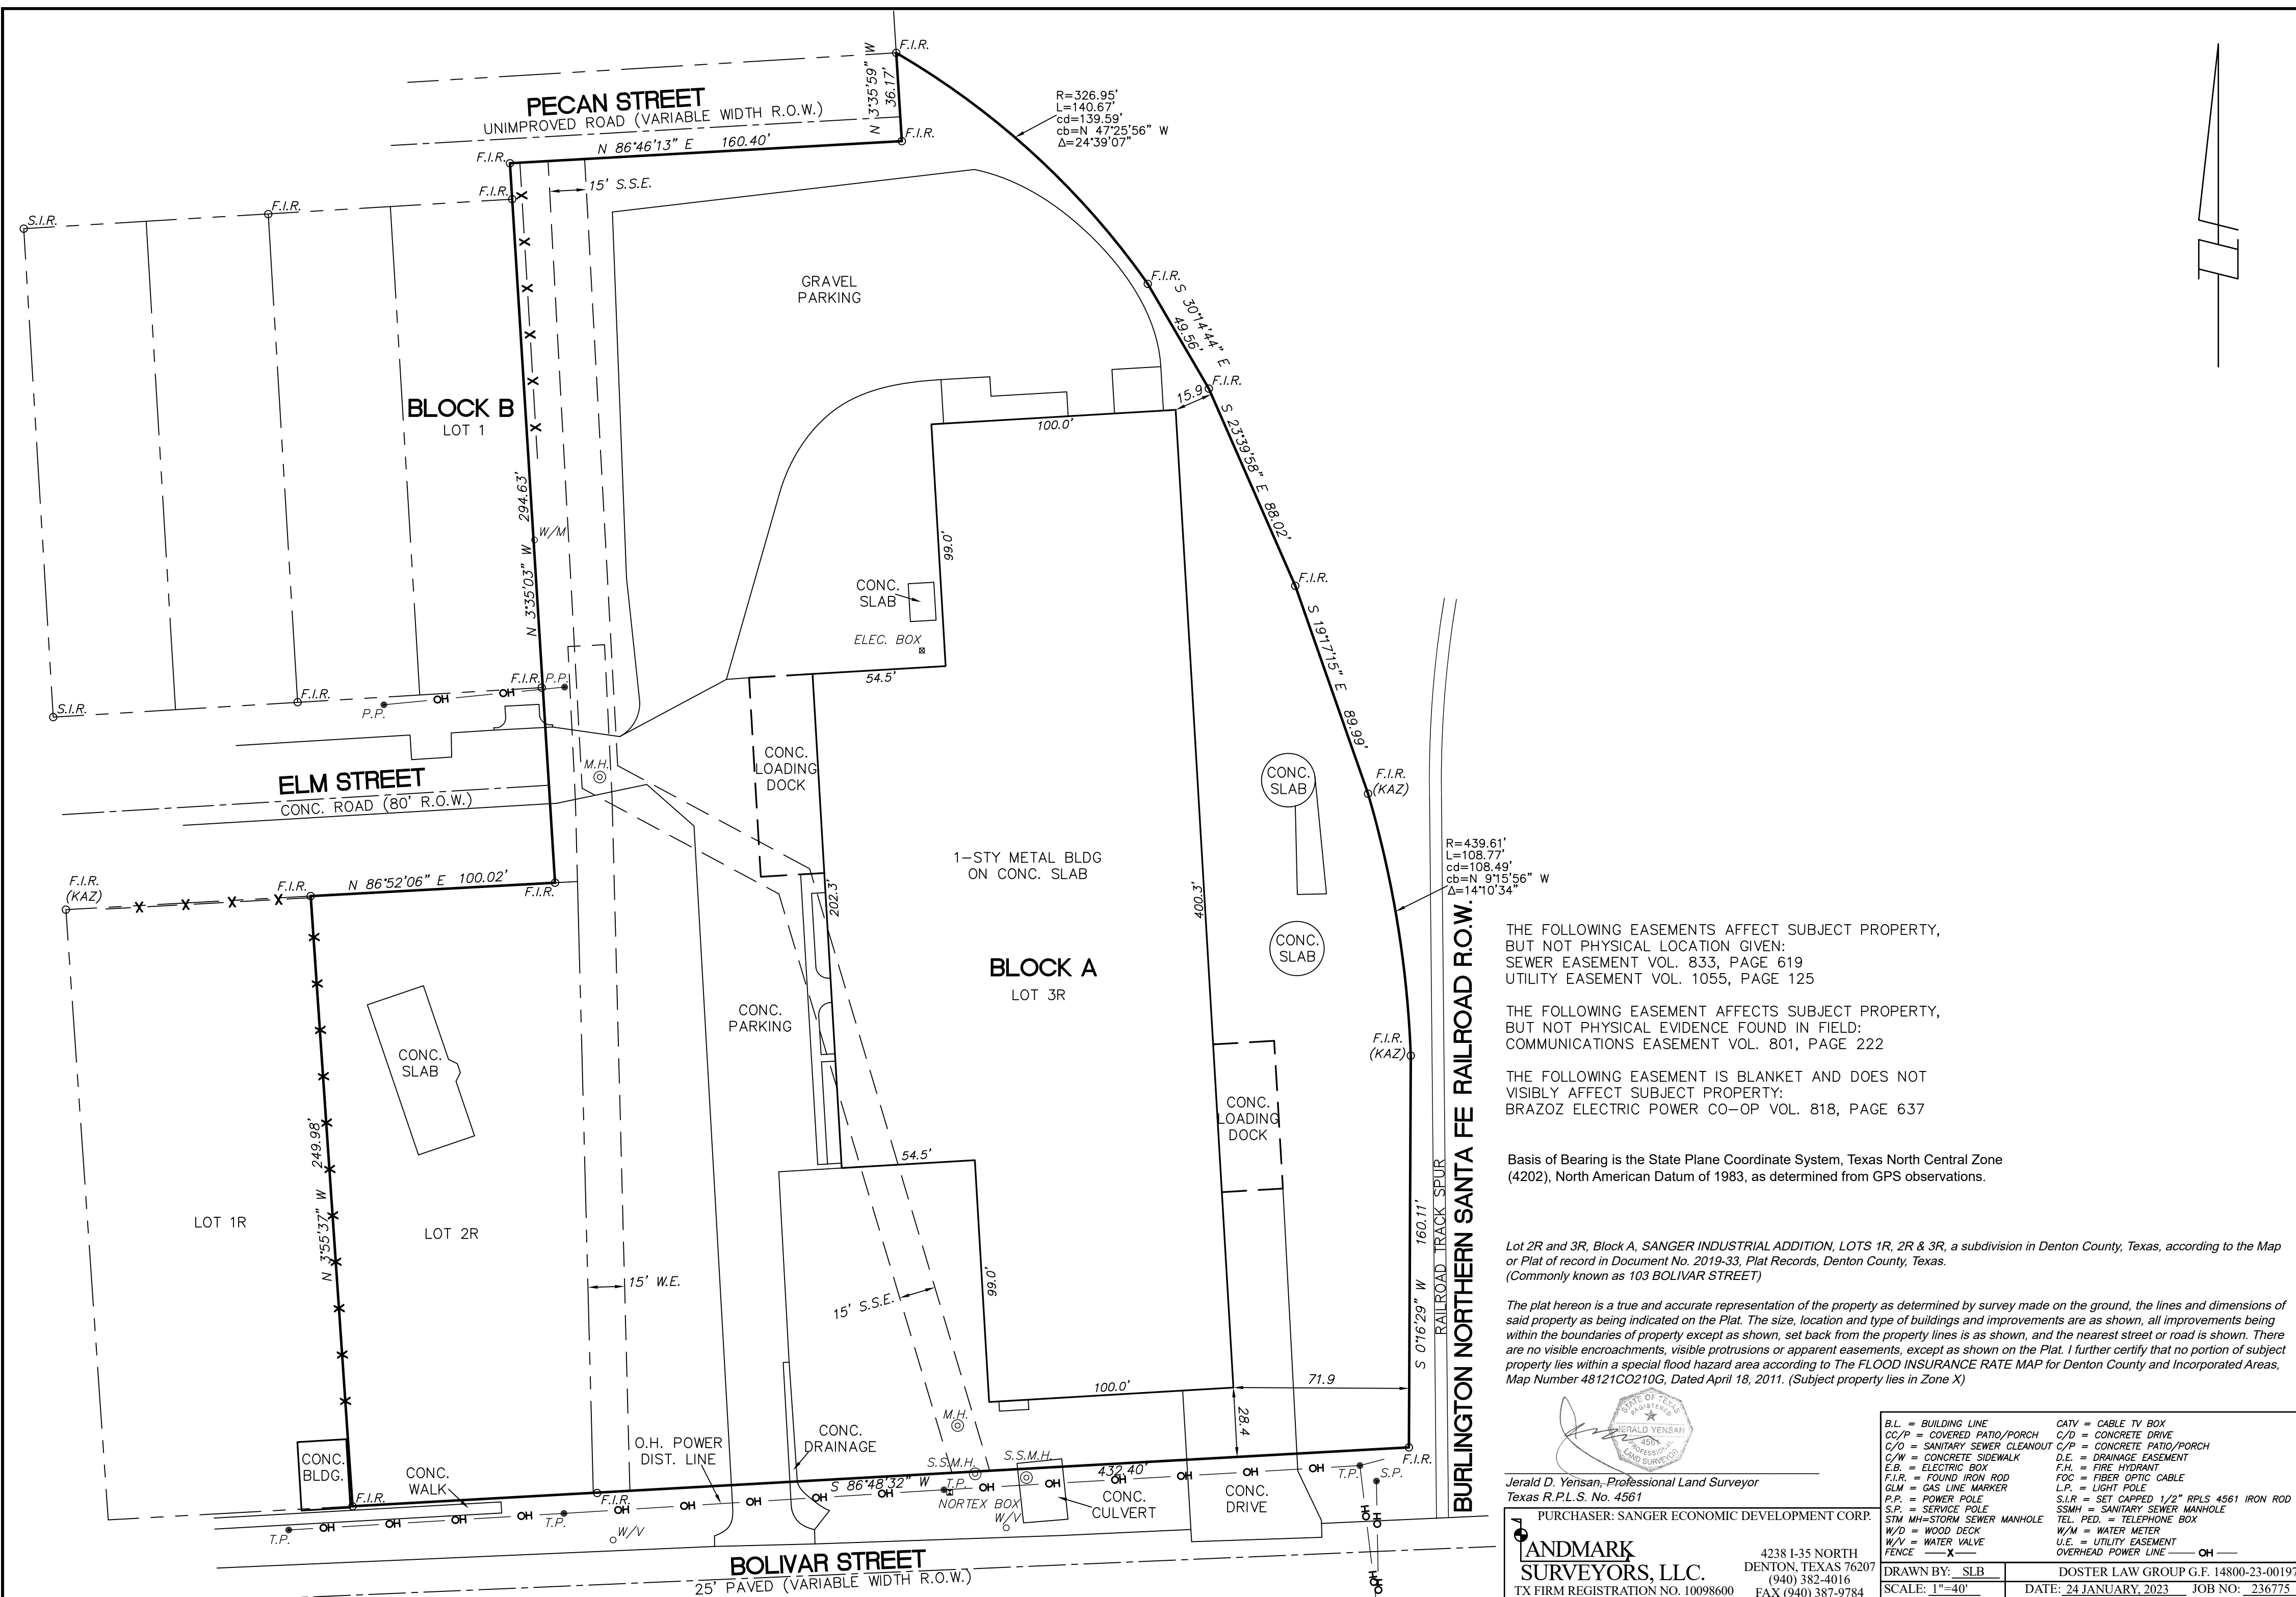 PECAN STREET
UNIMPROVED ROAD (VARIABLE WIDTH R.O.W.)
N 3°35'59" W
36.17'
F.I.R.
F.I.R.
N 86°46'13" E 160.40'
F.I.R.
F.I.R.
15' S.S.E.
R=326.95'
L=140.67'
cd=139.59'
cb=N 47°25'56" W
Δ=24°39'07"
S.I.R.
F.I.R.
GRAVEL
PARKING
F.I.R.
S 30°14'44" E
49.56'
F.I.R.
15.9
BLOCK B
LOT 1
100.0'
S 23°39'58" E 88.02'
N 3°35'03" W 294.63'
W/M
99.0'
CONC.
SLAB
ELEC. BOX
F.I.R.
S 19°17'15" E 89.99'
54.5'
F.I.R. P.P.
OH OH
P.P.
F.I.R.
S.I.R.
CONC.
LOADING
DOCK
M.H.
CONC.
SLAB
F.I.R.
(KAZ)
ELM STREET
CONC. ROAD (80' R.O.W.)
1-STY METAL BLDG
ON CONC. SLAB
R=439.61'
L=108.77'
cd=108.49'
cb=N 9°15'56" W
Δ=14°10'34"
F.I.R.
(KAZ)
F.I.R.
N 86°52'06" E 100.02'
F.I.R.
202.3'
400.3'
CONC.
SLAB
BLOCK A
LOT 3R
CONC.
PARKING
CONC.
SLAB
F.I.R.
(KAZ)
CONC.
LOADING
DOCK
N 3°55'37" W 249.98'
54.5'
LOT 1R
LOT 2R
15' W.E.
15' S.S.E.
99.0'
100.0'
71.9
28.4
S 0°16'29" W 160.11'
RAILROAD TRACK SPUR
BURLINGTON NORTHERN SANTA FE RAILROAD R.O.W.
CONC.
BLDG.
CONC.
WALK
O.H. POWER
DIST. LINE
CONC.
DRAINAGE
M.H.
S.S.M.H.
S.S.M.H.
F.I.R.
F.I.R.
S 86°48'32" W 432.40'
F.I.R.
T.P.
T.P.
T.P.
T.P.
S.P.
OH OH OH OH OH OH OH OH OH OH OH OH OH OH
NORTEX BOX
W/V
W/V
CONC.
CULVERT
CONC.
DRIVE
OH OH
OH OH
BOLIVAR STREET
25' PAVED (VARIABLE WIDTH R.O.W.)
THE FOLLOWING EASEMENTS AFFECT SUBJECT PROPERTY,
BUT NOT PHYSICAL LOCATION GIVEN:
SEWER EASEMENT VOL. 833, PAGE 619
UTILITY EASEMENT VOL. 1055, PAGE 125
THE FOLLOWING EASEMENT AFFECTS SUBJECT PROPERTY,
BUT NOT PHYSICAL EVIDENCE FOUND IN FIELD:
COMMUNICATIONS EASEMENT VOL. 801, PAGE 222
THE FOLLOWING EASEMENT IS BLANKET AND DOES NOT
VISIBLY AFFECT SUBJECT PROPERTY:
BRAZOZ ELECTRIC POWER CO-OP VOL. 818, PAGE 637
Basis of Bearing is the State Plane Coordinate System, Texas North Central Zone
(4202), North American Datum of 1983, as determined from GPS observations.
Lot 2R and 3R, Block A, SANGER INDUSTRIAL ADDITION, LOTS 1R, 2R & 3R, a subdivision in Denton County, Texas, according to the Map
or Plat of record in Document No. 2019-33, Plat Records, Denton County, Texas.
(Commonly known as 103 BOLIVAR STREET)
The plat hereon is a true and accurate representation of the property as determined by survey made on the ground, the lines and dimensions of
said property as being indicated on the Plat. The size, location and type of buildings and improvements are as shown, all improvements being
within the boundaries of property except as shown, set back from the property lines is as shown, and the nearest street or road is shown. There
are no visible encroachments, visible protrusions or apparent easements, except as shown on the Plat. I further certify that no portion of subject
property lies within a special flood hazard area according to The FLOOD INSURANCE RATE MAP for Denton County and Incorporated Areas,
Map Number 48121CO210G, Dated April 18, 2011. (Subject property lies in Zone X)
STATE OF TEXAS
REGISTERED
JERALD YENSAN
4561
PROFESSIONAL
LAND SURVEYOR
Jerald D. Yensan, Professional Land Surveyor
Texas R.P.L.S. No. 4561
PURCHASER: SANGER ECONOMIC DEVELOPMENT CORP.
LANDMARK
SURVEYORS, LLC.
TX FIRM REGISTRATION NO. 10098600
4238 I-35 NORTH
DENTON, TEXAS 76207
(940) 382-4016
FAX (940) 387-9784
B.L. = BUILDING LINE CATV = CABLE TV BOX
CC/P = COVERED PATIO/PORCH C/D = CONCRETE DRIVE
C/O = SANITARY SEWER CLEANOUT C/P = CONCRETE PATIO/PORCH
C/W = CONCRETE SIDEWALK D.E. = DRAINAGE EASEMENT
E.B. = ELECTRIC BOX F.H. = FIRE HYDRANT
F.I.R. = FOUND IRON ROD FOC = FIBER OPTIC CABLE
GLM = GAS LINE MARKER L.P. = LIGHT POLE
P.P. = POWER POLE S.I.R = SET CAPPED 1/2" RPLS 4561 IRON ROD
S.P. = SERVICE POLE SSMH = SANITARY SEWER MANHOLE
STM MH=STORM SEWER MANHOLE TEL. PED. = TELEPHONE BOX
W/D = WOOD DECK W/M = WATER METER
W/V = WATER VALVE U.E. = UTILITY EASEMENT
FENCE —X— OVERHEAD POWER LINE — OH —
DRAWN BY: SLB DOSTER LAW GROUP G.F. 14800-23-00197
SCALE: 1"=40' DATE: 24 JANUARY, 2023 JOB NO: 236775